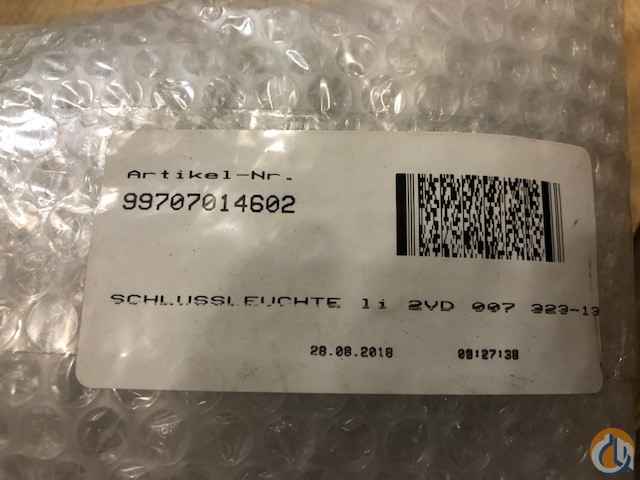 Artikel-Nr.
99707014602
SCHLUSSLEUCHTE li 2VD 007 323-13
28.08.2018 09:27:38